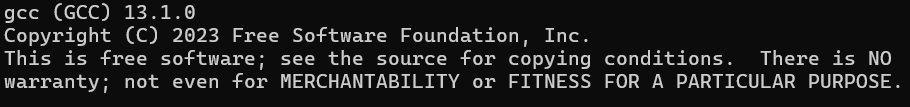 gcc (GCC) 13.1.0
Copyright (C) 2023 Free Software Foundation, Inc.
This is free software; see the source for copying conditions.  There is NO
warranty; not even for MERCHANTABILITY or FITNESS FOR A PARTICULAR PURPOSE.